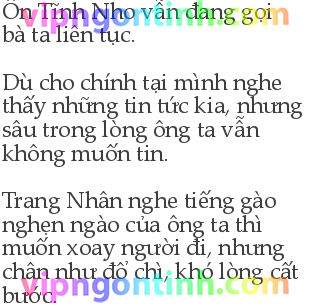 Ôn Tĩnh Nho vẫn đang gọi
bà ta liên tục.
Dù cho chính tại mình nghe
thấy những tin tức kia, nhưng
sâu trong lòng ông ta vẫn
không muốn tin.
Trang Nhân nghe tiếng gào
nghẹn ngào của ông ta thì
muốn xoay người đi, nhưng
chân như đổ chì, khó lòng cất
bước.
vipngontinh.com
vipngontinh.com